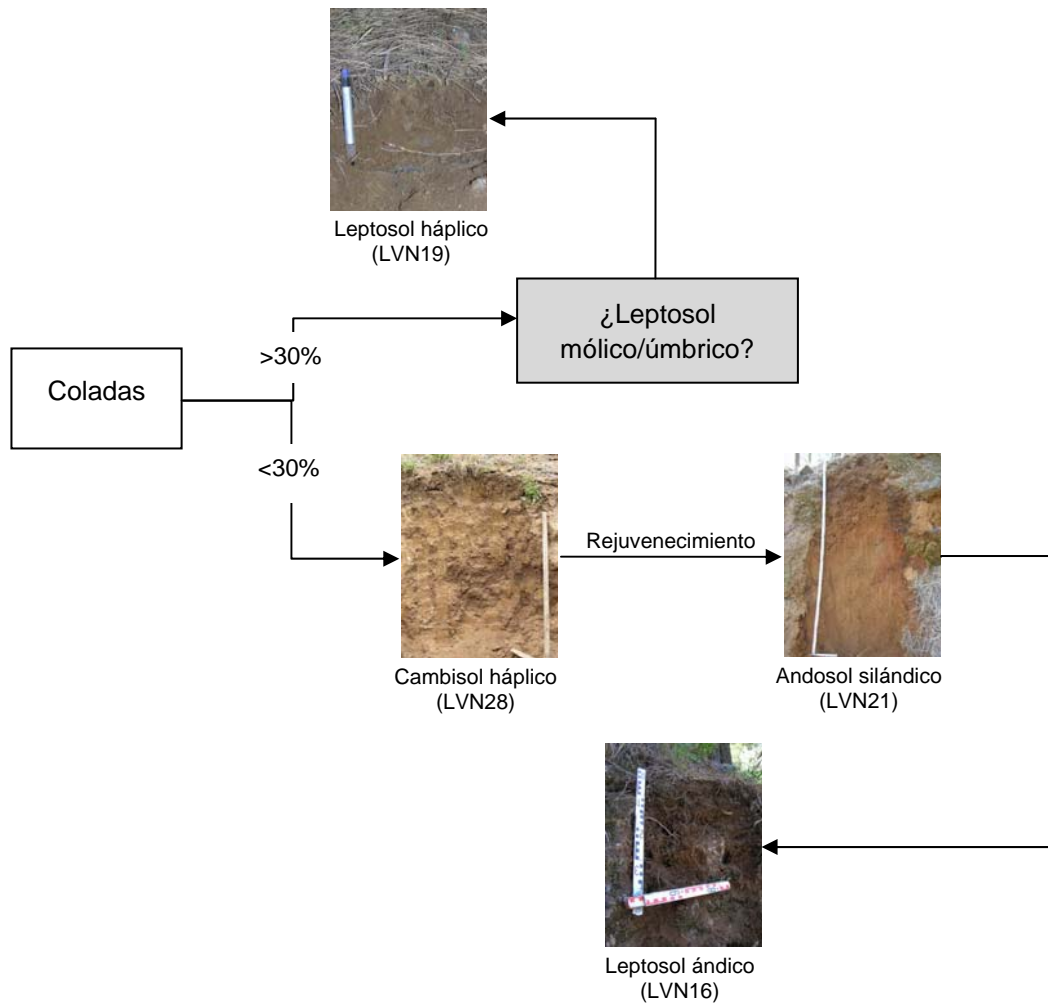 Leptosol háplico
(LVN19)
¿Leptosol
mólico/úmbrico?
>30%
Coladas
<30%
Rejuvenecimiento
Cambisol háplico
(LVN28)
Andosol silándico
(LVN21)
Leptosol ándico
(LVN16)